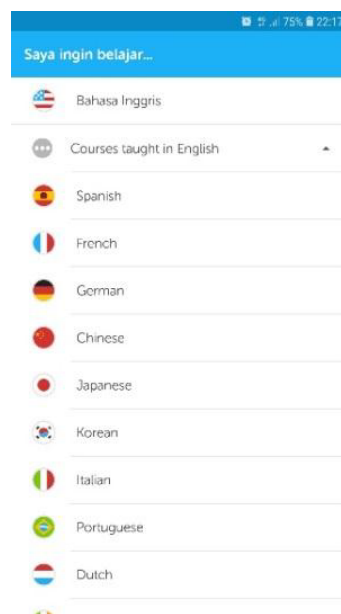 75% 22:17
Saya ingin belajar...
Bahasa Inggris
Courses taught in English
Spanish
French
German
Chinese
Japanese
Korean
Italian
Portuguese
Dutch